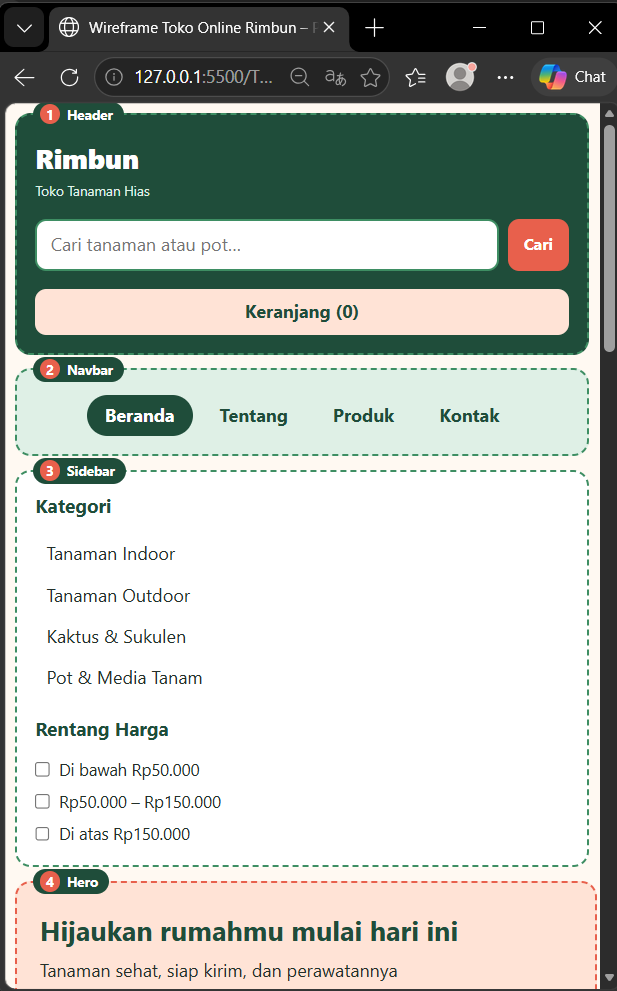 Wireframe Toko Online Rimbun –
127.0.0.1:5500/T...
Chat
1 Header
Rimbun
Toko Tanaman Hias
Cari tanaman atau pot...
Cari
Keranjang (0)
2 Navbar
Beranda Tentang Produk Kontak
3 Sidebar
Kategori
Tanaman Indoor
Tanaman Outdoor
Kaktus & Sukulen
Pot & Media Tanam
Rentang Harga
Di bawah Rp50.000
Rp50.000 – Rp150.000
Di atas Rp150.000
4 Hero
Hijaukan rumahmu mulai hari ini
Tanaman sehat, siap kirim, dan perawatannya